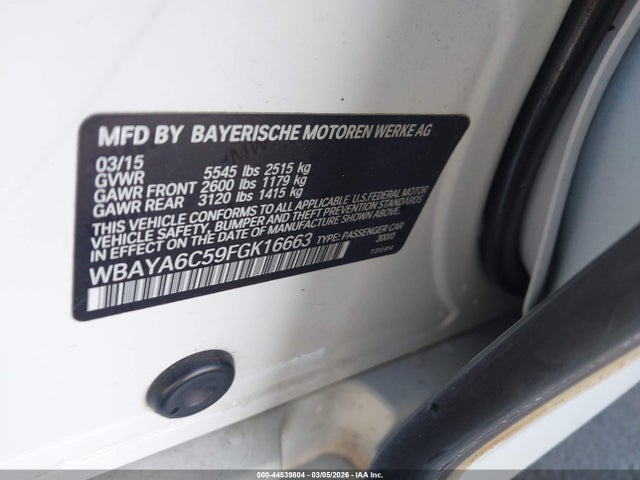 MFD BY BAYERISCHE MOTOREN WERKE AG
03/15
GVWR 5545 lbs 2515 kg
GAWR FRONT 2600 lbs 1179 kg
GAWR REAR 3120 lbs 1415 kg
THIS VEHICLE CONFORMS TO ALL APPLICABLE U.S. FEDERAL MOTOR
VEHICLE SAFETY, BUMPER AND THEFT PREVENTION STANDARDS
IN EFFECT ON THE DATE OF MANUFACTURE SHOWN ABOVE.
WBAYA6C59FGK16663 TYPE: PASSENGER CAR
300/0
000-44539804 - 03/05/2026 - IAA Inc.